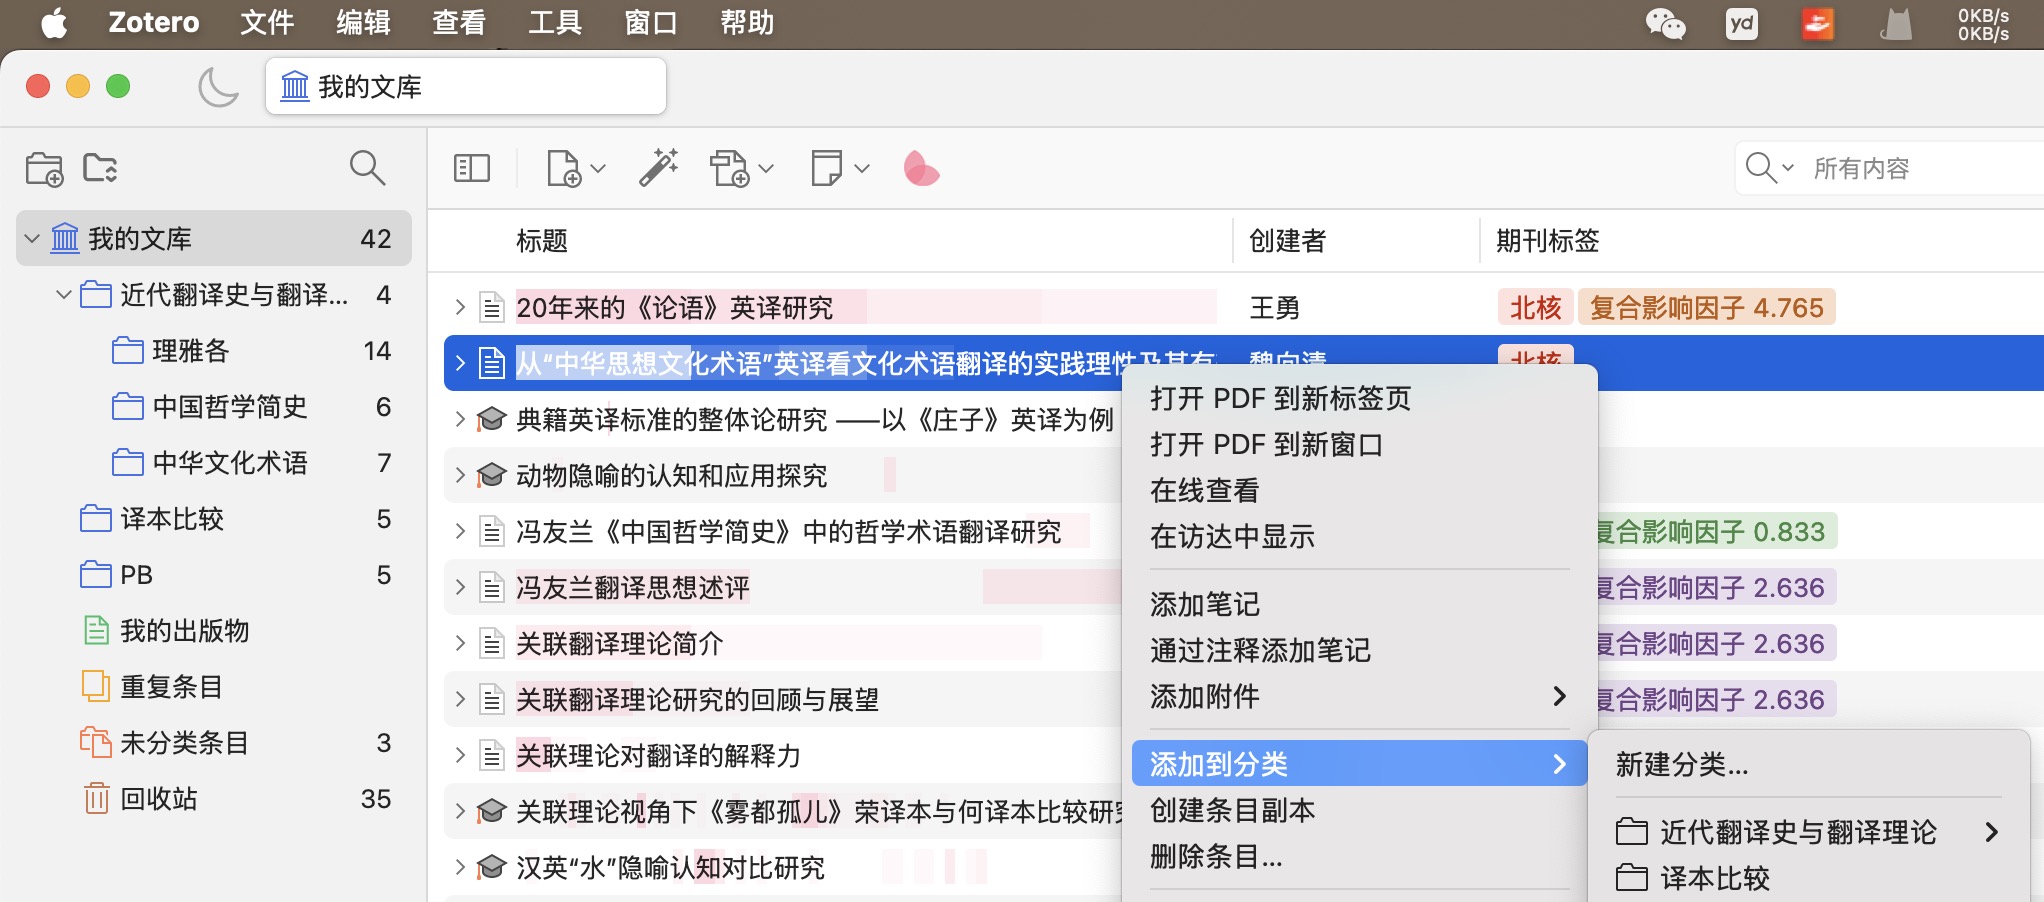 Zotero 文件 编辑 查看 工具 窗口 帮助 yd 0KB/s
0KB/s
我的文库
所有内容
我的文库 42
近代翻译史与翻译... 4
理雅各 14
中国哲学简史 6
中华文化术语 7
译本比较 5
PB 5
我的出版物
重复条目
未分类条目 3
回收站 35
标题 创建者 期刊标签
20年来的《论语》英译研究 王勇 北核 复合影响因子 4.765
从“中华思想文化术语”英译看文化术语翻译的实践理性及其有 魏向清 北核
典籍英译标准的整体论研究 ——以《庄子》英译为例
动物隐喻的认知和应用探究
冯友兰《中国哲学简史》中的哲学术语翻译研究 复合影响因子 0.833
冯友兰翻译思想述评 复合影响因子 2.636
关联翻译理论简介 复合影响因子 2.636
关联翻译理论研究的回顾与展望 复合影响因子 2.636
关联理论对翻译的解释力
关联理论视角下《雾都孤儿》荣译本与何译本比较研究
汉英“水”隐喻认知对比研究
打开 PDF 到新标签页
打开 PDF 到新窗口
在线查看
在访达中显示
添加笔记
通过注释添加笔记
添加附件
添加到分类
创建条目副本
删除条目...
新建分类...
近代翻译史与翻译理论
译本比较